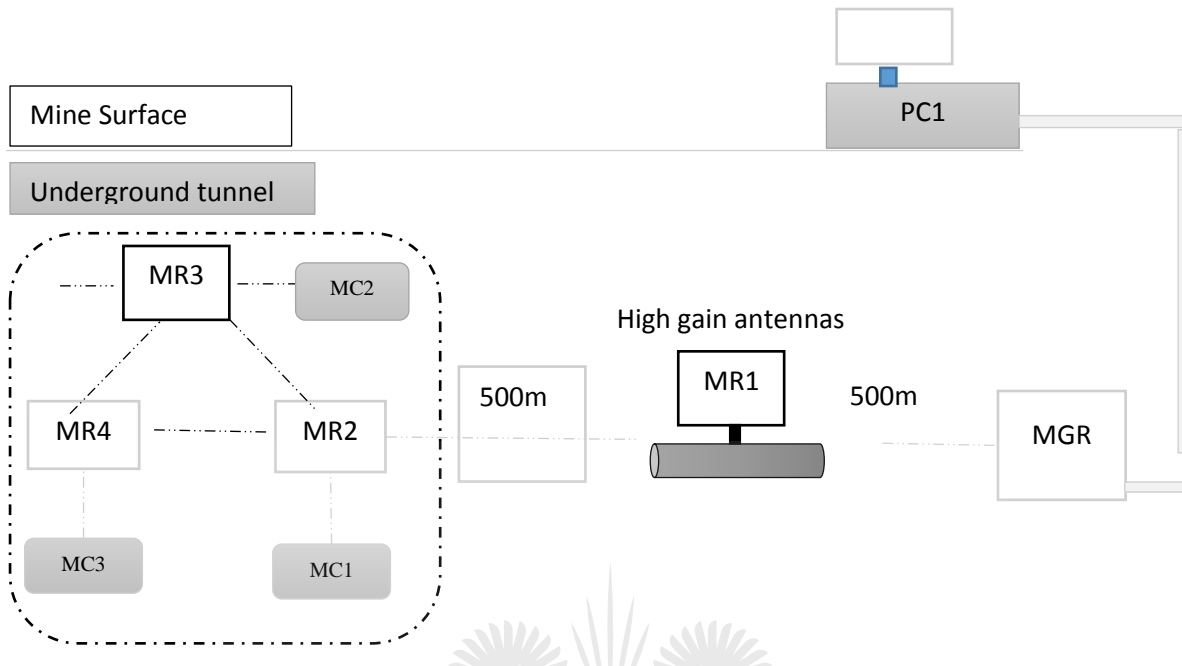 PC1
Mine Surface
Underground tunnel
MR3
MC2
High gain antennas
MR1
500m
500m
MR4
MR2
MGR
MC3
MC1